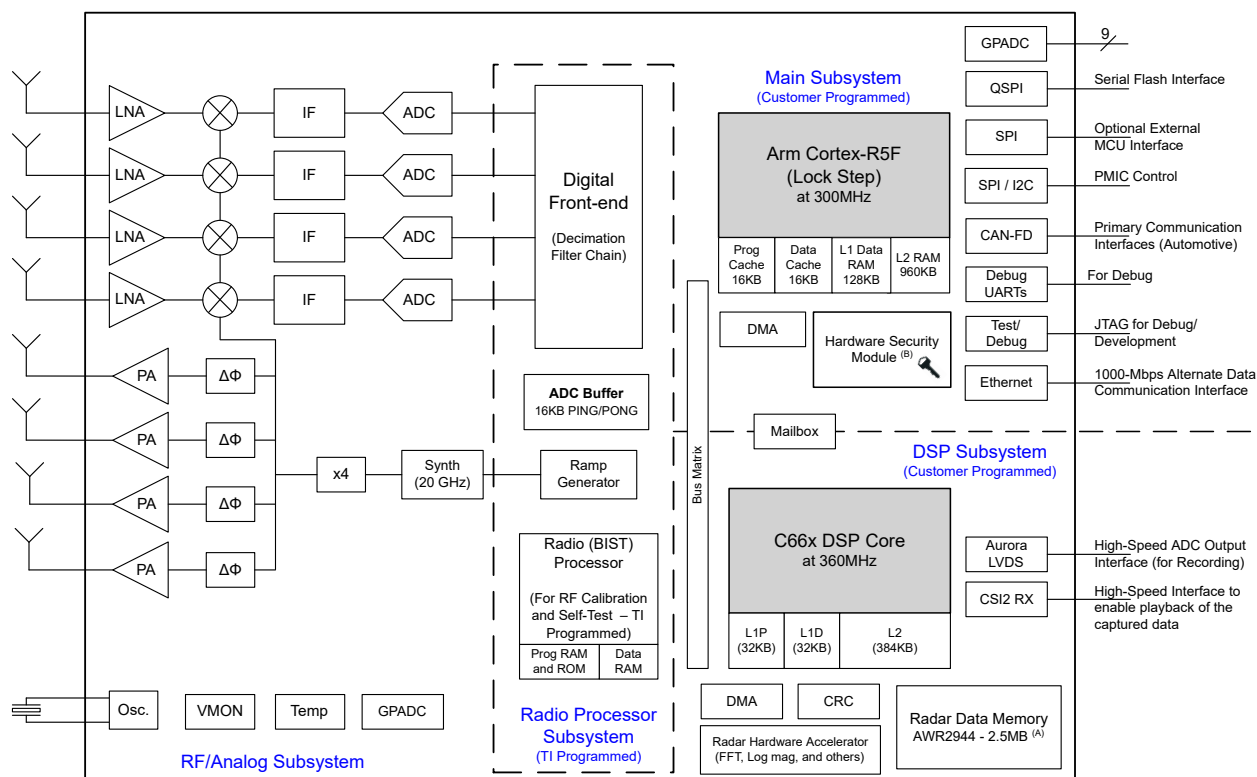 LNA
IF
ADC
LNA
IF
ADC
LNA
IF
ADC
LNA
IF
ADC
PA
ΔΦ
PA
ΔΦ
PA
ΔΦ
PA
ΔΦ
x4
Synth
(20 GHz)
Osc.
VMON
Temp
GPADC
RF/Analog Subsystem
Digital
Front-end
(Decimation
Filter Chain)
ADC Buffer
16KB PING/PONG
Ramp
Generator
Radio (BIST)
Processor
(For RF Calibration
and Self-Test – TI
Programmed)
Prog RAM
and ROM
Data
RAM
Radio Processor
Subsystem
(TI Programmed)
Bus Matrix
Main Subsystem
(Customer Programmed)
Arm Cortex-R5F
(Lock Step)
at 300MHz
Prog
Cache
16KB
Data
Cache
16KB
L1 Data
RAM
128KB
L2 RAM
960KB
DMA
Hardware Security
Module (B)
Mailbox
DSP Subsystem
(Customer Programmed)
C66x DSP Core
at 360MHz
L1P
(32KB)
L1D
(32KB)
L2
(384KB)
DMA
CRC
Radar Hardware Accelerator
(FFT, Log mag, and others)
Radar Data Memory
AWR2944 - 2.5MB (A)
GPADC
9
QSPI
Serial Flash Interface
SPI
Optional External
MCU Interface
SPI / I2C
PMIC Control
CAN-FD
Primary Communication
Interfaces (Automotive)
Debug
UARTs
For Debug
Test/
Debug
JTAG for Debug/
Development
Ethernet
1000-Mbps Alternate Data
Communication Interface
Aurora
LVDS
High-Speed ADC Output
Interface (for Recording)
CSI2 RX
High-Speed Interface to
enable playback of the
captured data